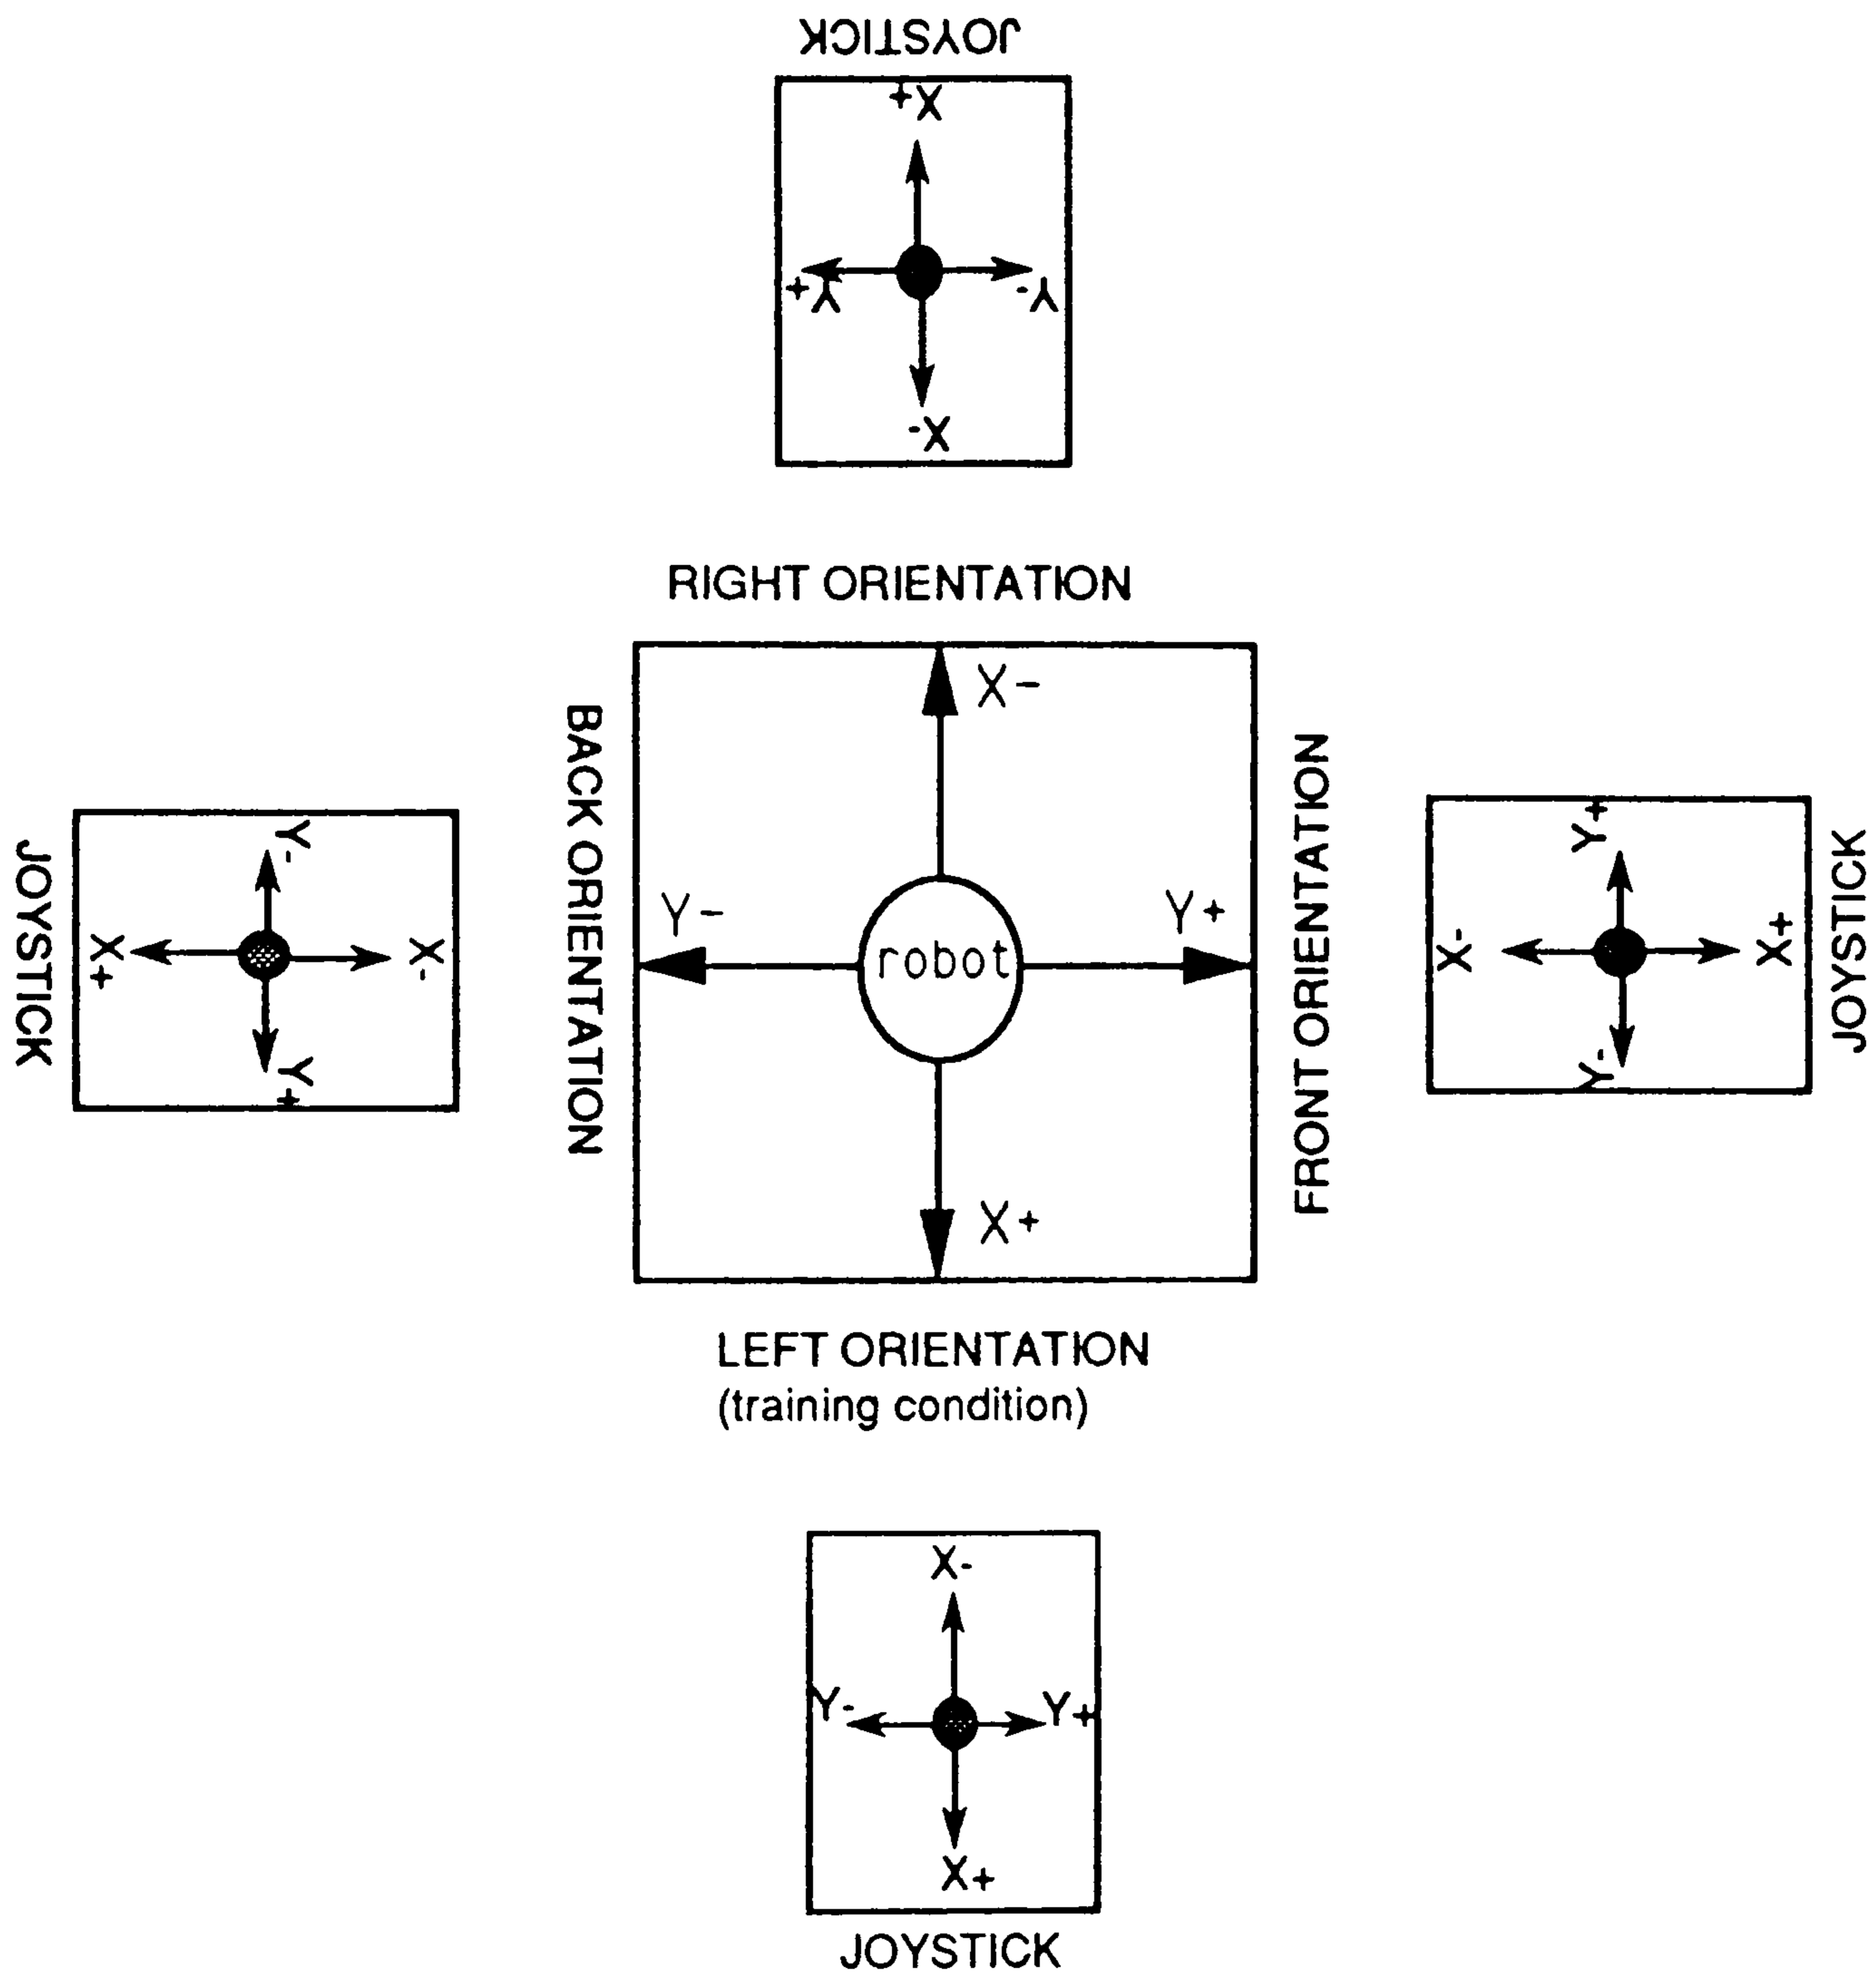 JOYSTICK
+X
+Y
-Y
-X
RIGHT ORIENTATION
X-
BACK ORIENTATION
Y-
robot
Y+
X+
FRONT ORIENTATION
JOYSTICK
Y-
X+
X-
Y+
Y+
X-
X+
Y-
JOYSTICK
LEFT ORIENTATION
(training condition)
X-
Y-
Y+
X+
JOYSTICK